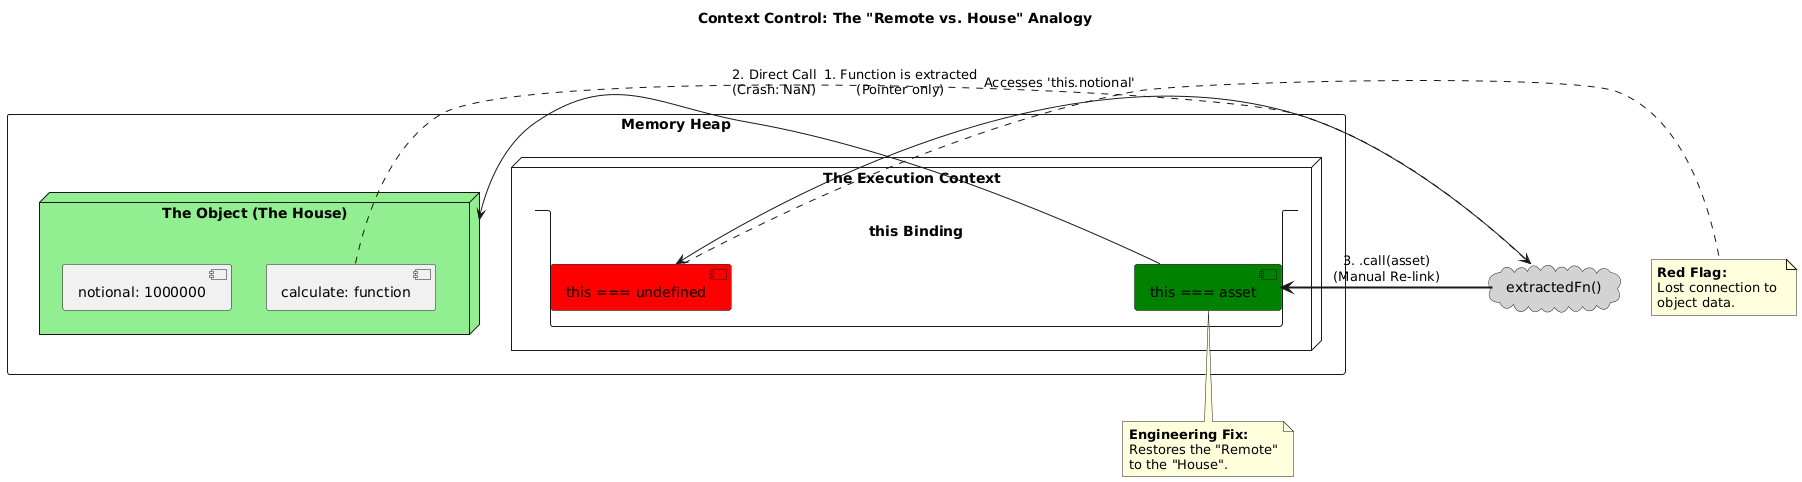 Context Control: The "Remote vs. House" Analogy
2. Direct Call
(Crash: NaN)
1. Function is extracted
(Pointer only)
Accesses 'this.notional'
Memory Heap
The Execution Context
The Object (The House)
this Binding
notional: 1000000
calculate: function
this === undefined
this === asset
3. .call(asset)
(Manual Re-link)
extractedFn()
Red Flag:
Lost connection to
object data.
Engineering Fix:
Restores the "Remote"
to the "House".